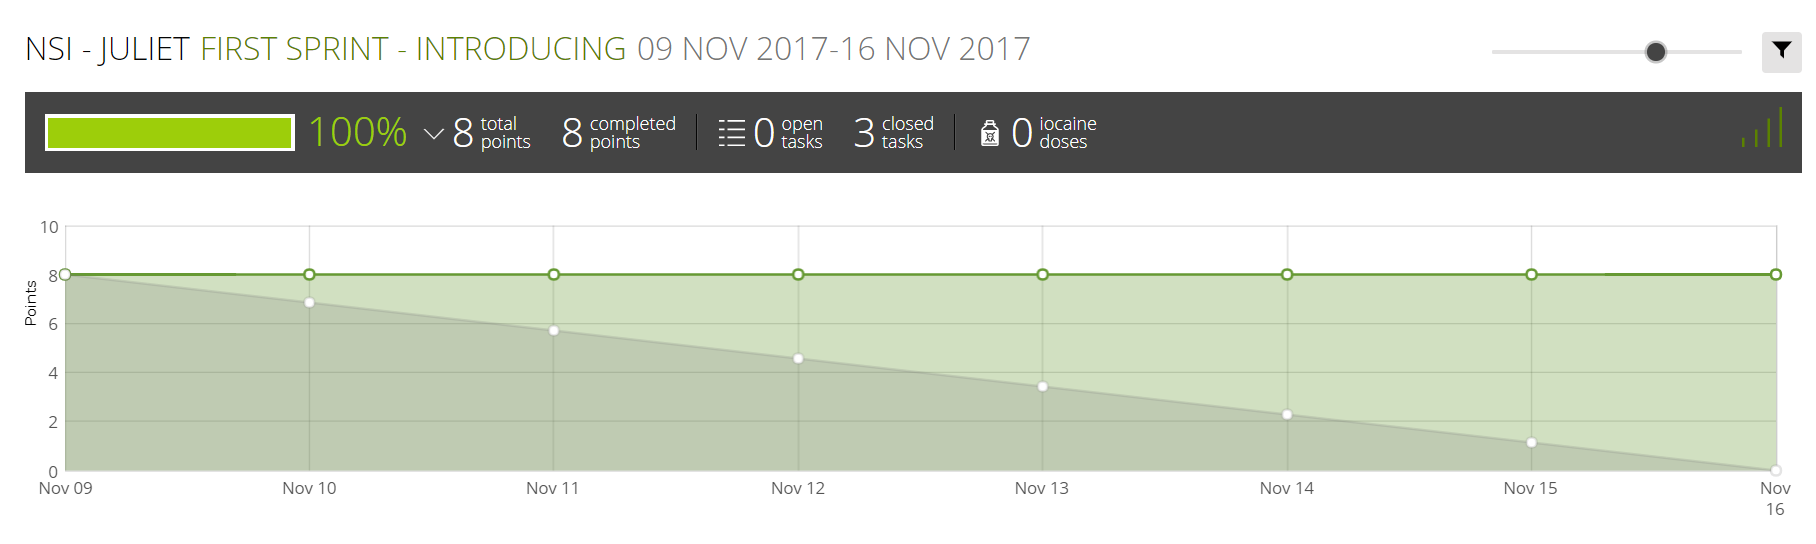 NSI - JULIET FIRST SPRINT - INTRODUCING 09 NOV 2017-16 NOV 2017
100% 8 total points 8 completed points 0 open tasks 3 closed tasks 0 iocaine doses
10
8
6
4
2
0
Points
Nov 09 Nov 10 Nov 11 Nov 12 Nov 13 Nov 14 Nov 15 Nov 16